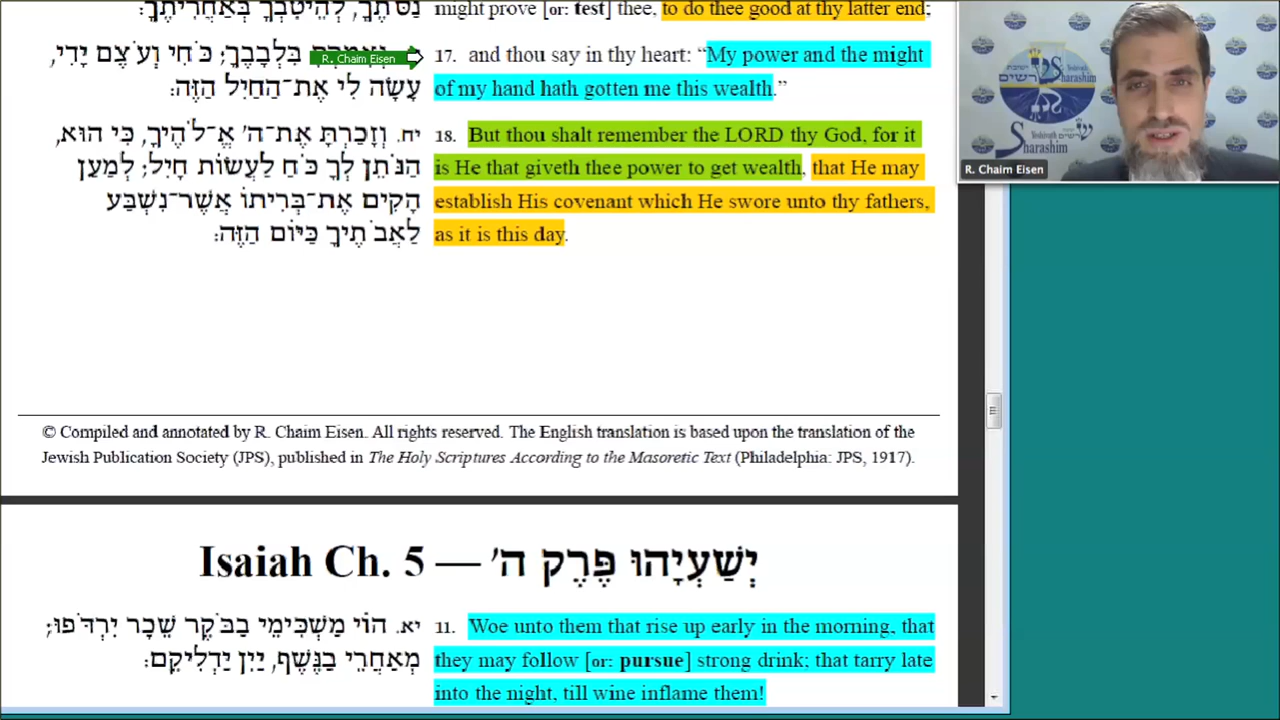 נַסֹּתֶךָ, לְהֵיטִבְךָ בְּאַחֲרִיתֶךָ:
might prove [or: test] thee, to do thee good at thy latter end;
בִּלְבָבֶךָ; כֹּחִי וְעֹצֶם יָדִי,
עָשָׂה לִי אֶת־הַחַיִל הַזֶּה:
R. Chaim Eisen
17. and thou say in thy heart: “My power and the might
of my hand hath gotten me this wealth.”
יח. וְזָכַרְתָּ אֶת־ה' אֱ־לֹהֶיךָ, כִּי הוּא,
הַנֹּתֵן לְךָ כֹּחַ לַעֲשׂוֹת חָיִל; לְמַעַן
הָקִים אֶת־בְּרִיתוֹ אֲשֶׁר־נִשְׁבַּע
לַאֲבֹתֶיךָ כַּיּוֹם הַזֶּה:
18. But thou shalt remember the LORD thy God, for it
is He that giveth thee power to get wealth, that He may
establish His covenant which He swore unto thy fathers,
as it is this day.
© Compiled and annotated by R. Chaim Eisen. All rights reserved. The English translation is based upon the translation of the
Jewish Publication Society (JPS), published in The Holy Scriptures According to the Masoretic Text (Philadelphia: JPS, 1917).
Isaiah Ch. 5 — יְשַׁעְיָהוּ פֶּרֶק ה'
יא. הוֹי מַשְׁכִּימֵי בַבֹּקֶר שֵׁכָר יִרְדֹּפוּ;
מְאַחֲרֵי בַנֶּשֶׁף, יַיִן יַדְלִיקֵם:
11. Woe unto them that rise up early in the morning, that
they may follow [or: pursue] strong drink; that tarry late
into the night, till wine inflame them!
Sharashim
Yeshivath שרשים
Sharashim
R. Chaim Eisen